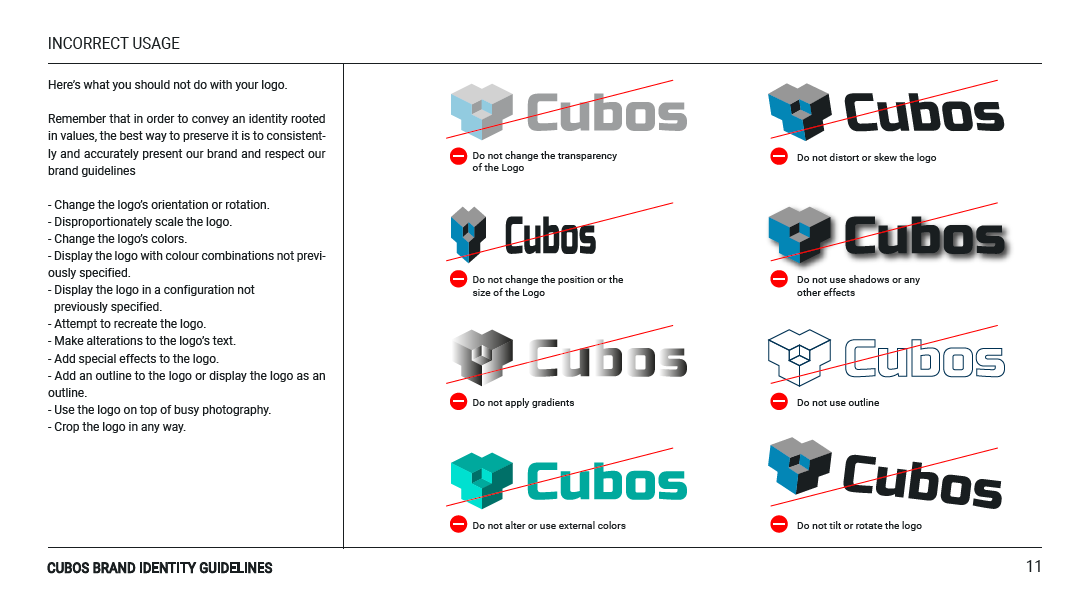 INCORRECT USAGE
Here's what you should not do with your logo.
Remember that in order to convey an identity rooted
in values, the best way to preserve it is to consistent-
ly and accurately present our brand and respect our
brand guidelines
- Change the logo's orientation or rotation.
- Disproportionately scale the logo.
- Change the logo's colors.
- Display the logo with colour combinations not previ-
ously specified.
- Display the logo in a configuration not
previously specified.
- Attempt to recreate the logo.
- Make alterations to the logo's text.
- Add special effects to the logo.
- Add an outline to the logo or display the logo as an
outline.
- Use the logo on top of busy photography.
- Crop the logo in any way.
Cubos
Do not change the transparency
of the Logo
Cubos
Do not distort or skew the logo
Cubos
Do not change the position or the
size of the Logo
Cubos
Do not use shadows or any
other effects
Cubos
Do not apply gradients
Cubos
Do not use outline
Cubos
Do not alter or use external colors
Cubos
Do not tilt or rotate the logo
CUBOS BRAND IDENTITY GUIDELINES
11